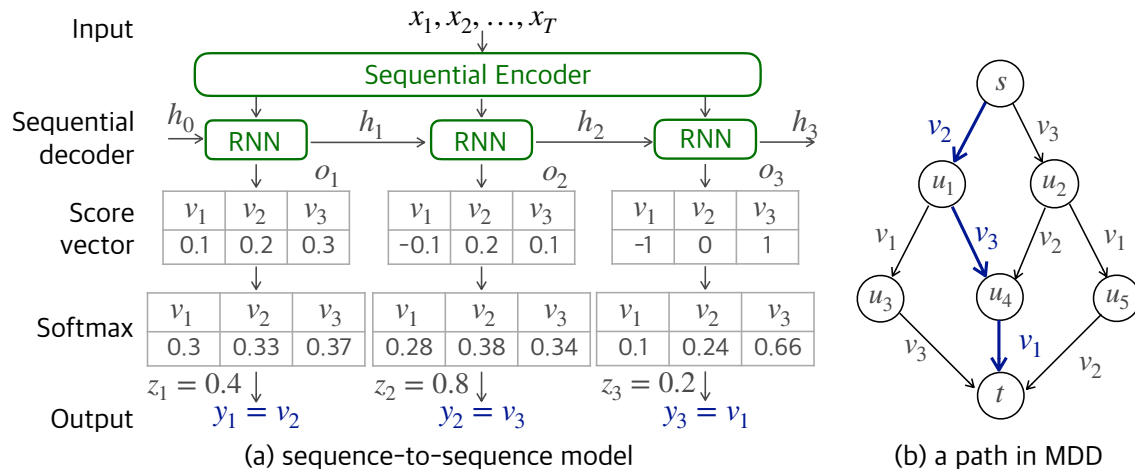 Input
x₁, x₂, …, x_T
Sequential Encoder
Sequential
decoder
h₀
RNN
h₁
RNN
h₂
RNN
h₃
o₁
o₂
o₃
Score
vector
v₁ v₂ v₃
0.1 0.2 0.3
v₁ v₂ v₃
-0.1 0.2 0.1
v₁ v₂ v₃
-1 0 1
Softmax
v₁ v₂ v₃
0.3 0.33 0.37
v₁ v₂ v₃
0.28 0.38 0.34
v₁ v₂ v₃
0.1 0.24 0.66
z₁ = 0.4
z₂ = 0.8
z₃ = 0.2
Output
y₁ = v₂
y₂ = v₃
y₃ = v₁
(a) sequence-to-sequence model
s
v₂
v₃
u₁
u₂
v₁
v₃
v₂
v₁
u₃
u₄
u₅
v₃
v₁
v₂
t
(b) a path in MDD